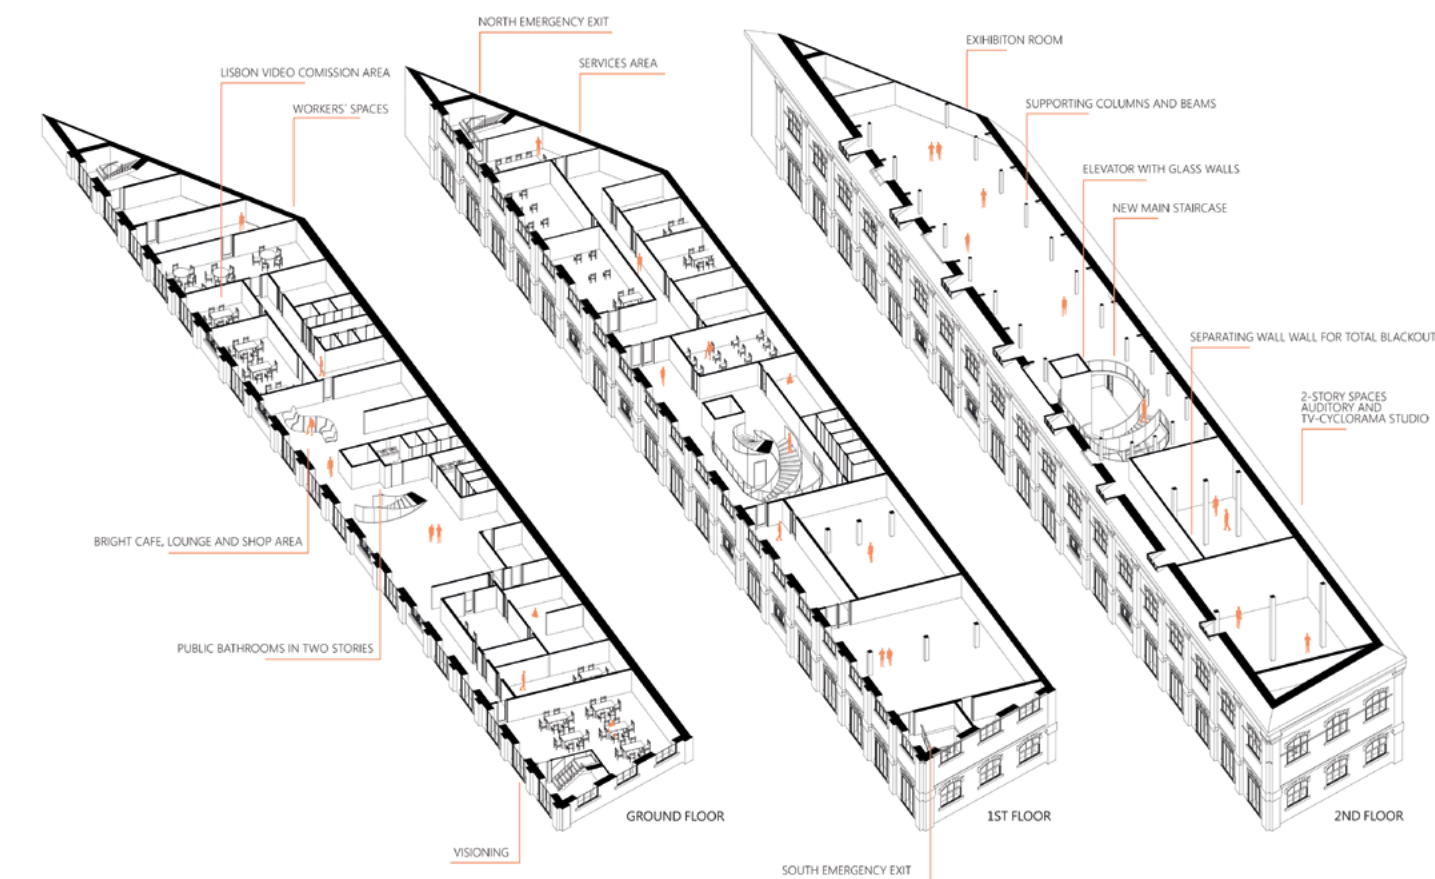 NORTH EMERGENCY EXIT
SERVICES AREA
LISBON VIDEO COMISSION AREA
WORKERS´ SPACES
EXIHIBITON ROOM
SUPPORTING COLUMNS AND BEAMS
ELEVATOR WITH GLASS WALLS
NEW MAIN STAIRCASE
SEPARATING WALL WALL FOR TOTAL BLACKOUT
2-STORY SPACES
AUDITORY AND
TV-CYCLORAMA STUDIO
BRIGHT CAFE, LOUNGE AND SHOP AREA
PUBLIC BATHROOMS IN TWO STORIES
VISIONING
SOUTH EMERGENCY EXIT
GROUND FLOOR
1ST FLOOR
2ND FLOOR